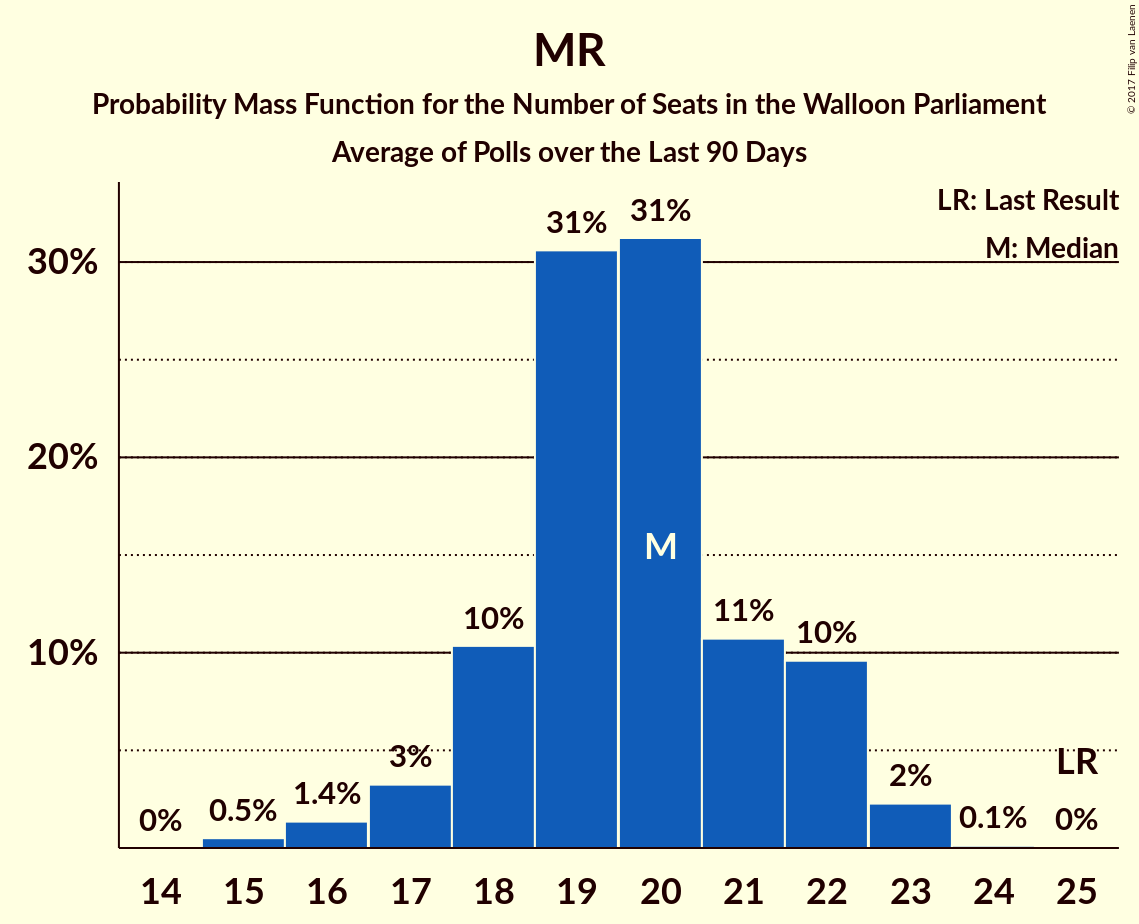 MR
Probability Mass Function for the Number of Seats in the Walloon Parliament
Average of Polls over the Last 90 Days
© 2017 Filip van Laenen
LR: Last Result
M: Median
30%
20%
10%
0%
0.5%
1.4%
3%
10%
31%
31%
11%
10%
2%
0.1%
0%
LR
M
14 15 16 17 18 19 20 21 22 23 24 25